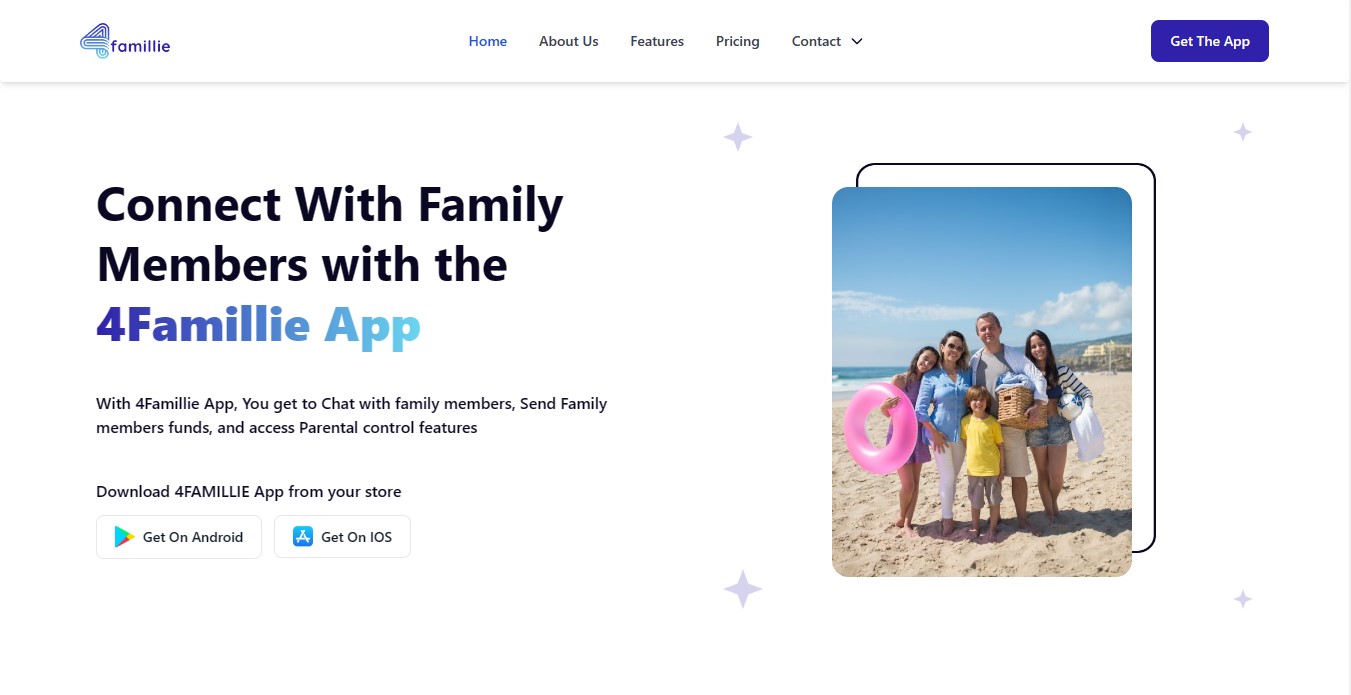 famillie
Home
About Us
Features
Pricing
Contact
Get The App
Connect With Family
Members with the
4Famillie App
With 4Famillie App, You get to Chat with family members, Send Family
members funds, and access Parental control features
Download 4FAMILLIE App from your store
Get On Android
Get On IOS